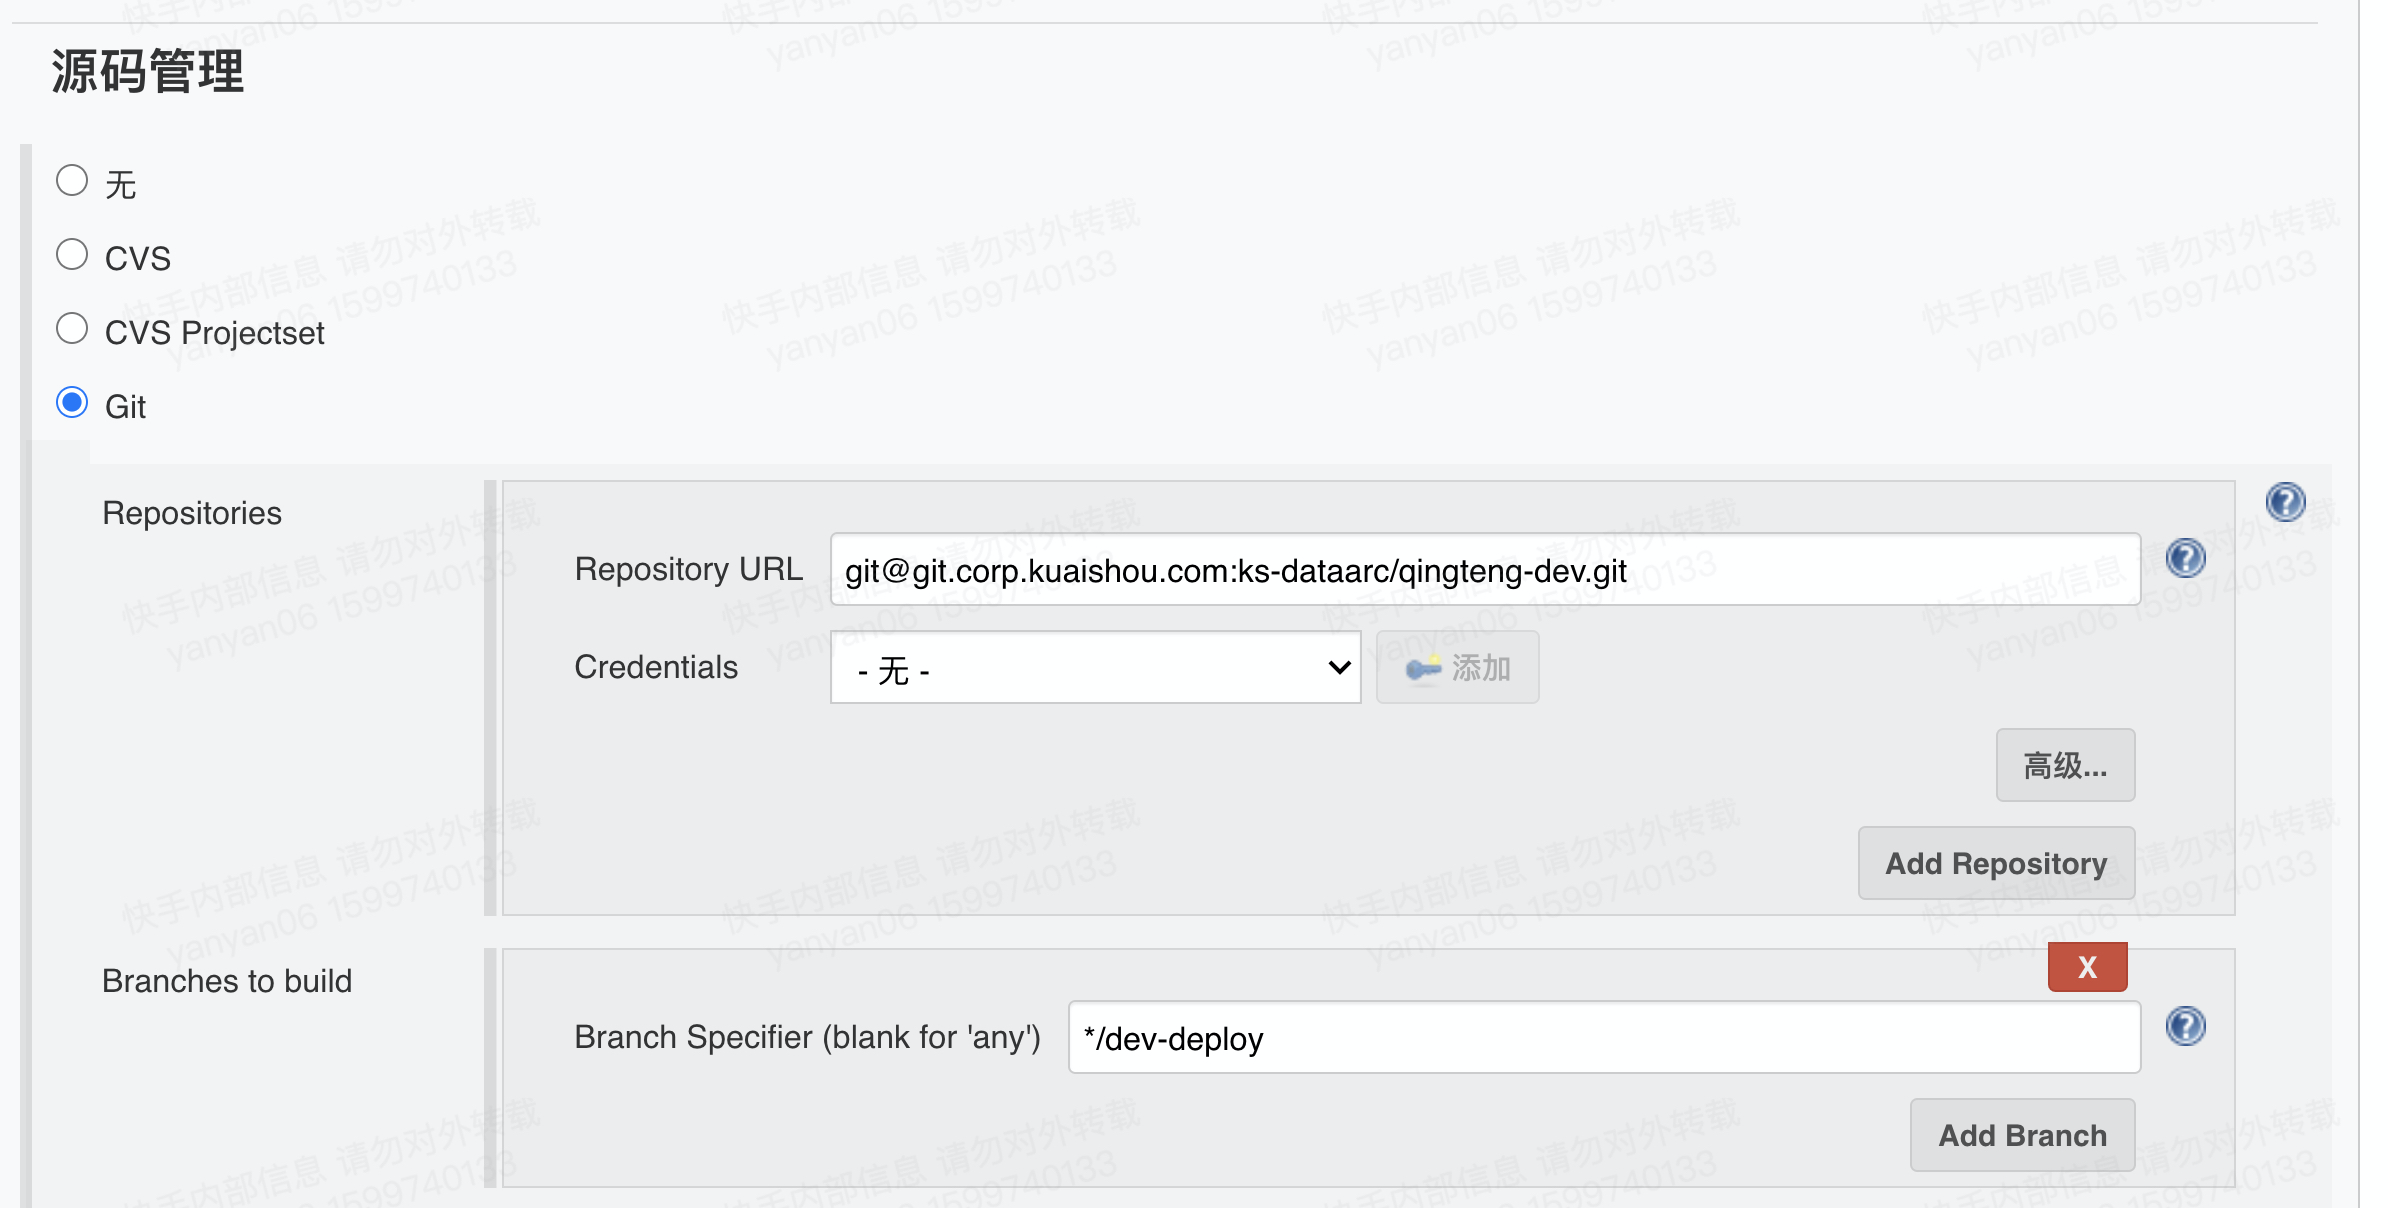 源码管理
无
CVS
CVS Projectset
Git
Repositories
Repository URL
git@git.corp.kuaishou.com:ks-dataarc/qingteng-dev.git
Credentials
- 无 -
添加
高级...
Add Repository
Branches to build
X
Branch Specifier (blank for 'any')
*/dev-deploy
Add Branch
快手内部信息 请勿对外转载
yanyan06 1599740133